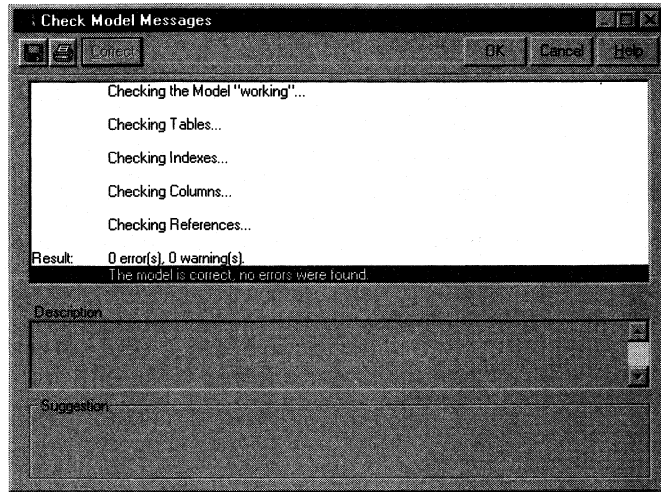 Check Model Messages
Correct OK Cancel Help
Checking the Model "working"...
Checking Tables...
Checking Indexes...
Checking Columns...
Checking References...
Result: 0 error(s), 0 warning(s).
The model is correct, no errors were found.
Description
Suggestion